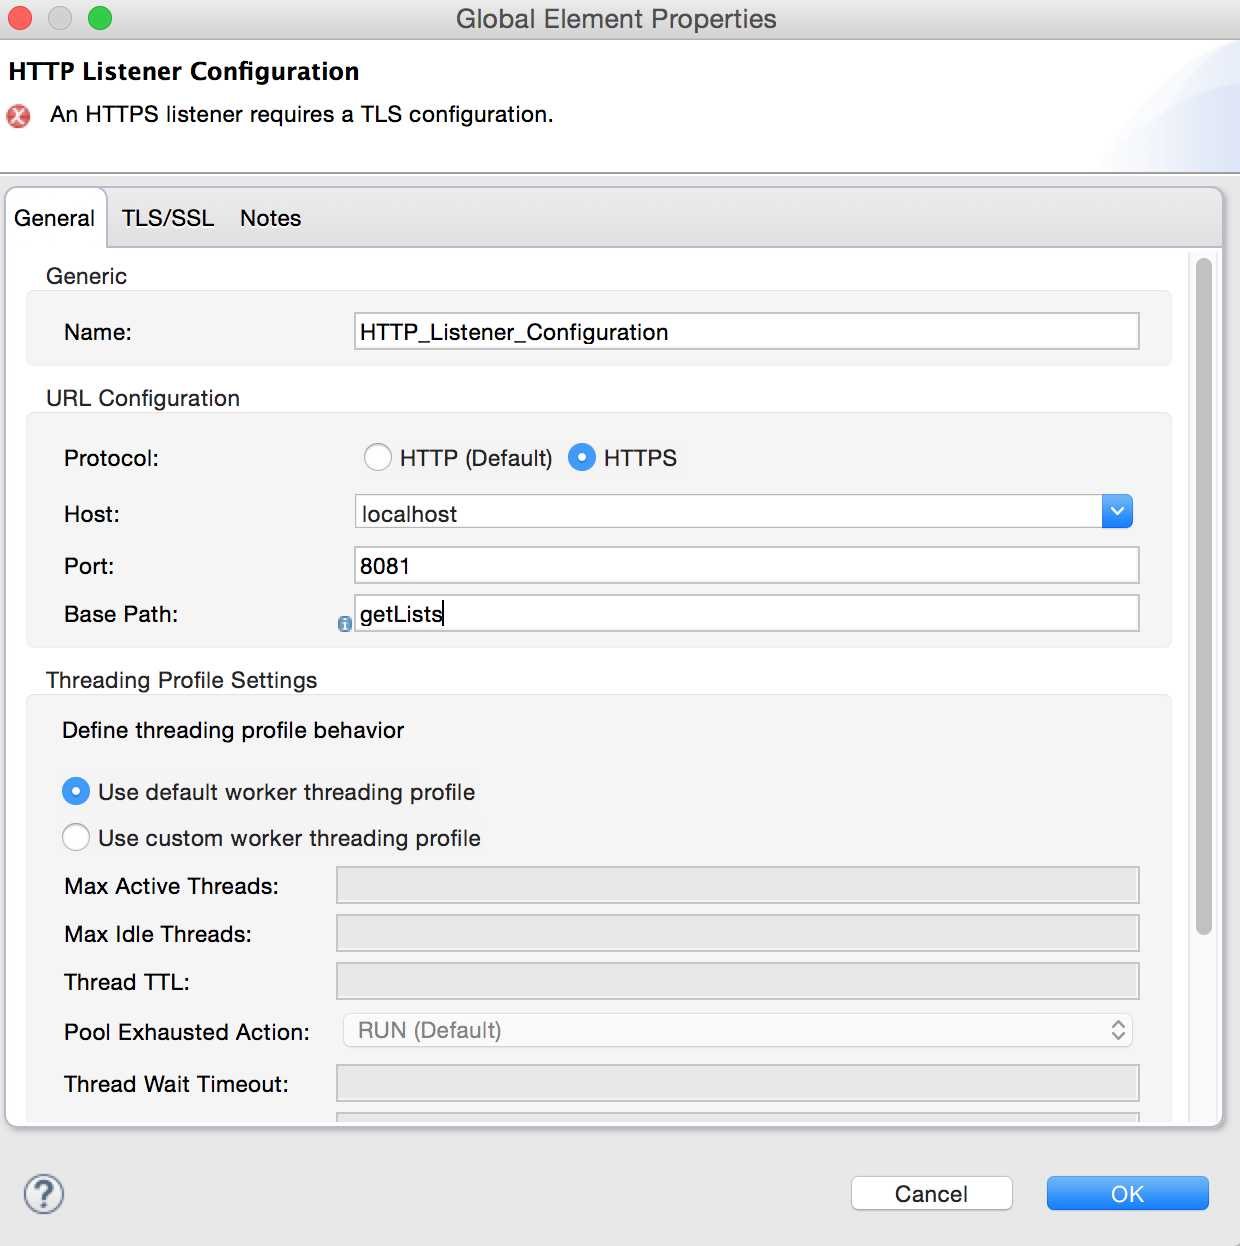 Global Element Properties
HTTP Listener Configuration
An HTTPS listener requires a TLS configuration.
General TLS/SSL Notes
Generic
Name: HTTP_Listener_Configuration
URL Configuration
Protocol: HTTP (Default) HTTPS
Host: localhost
Port: 8081
Base Path: getLists
Threading Profile Settings
Define threading profile behavior
Use default worker threading profile
Use custom worker threading profile
Max Active Threads:
Max Idle Threads:
Thread TTL:
Pool Exhausted Action: RUN (Default)
Thread Wait Timeout:
? Cancel OK